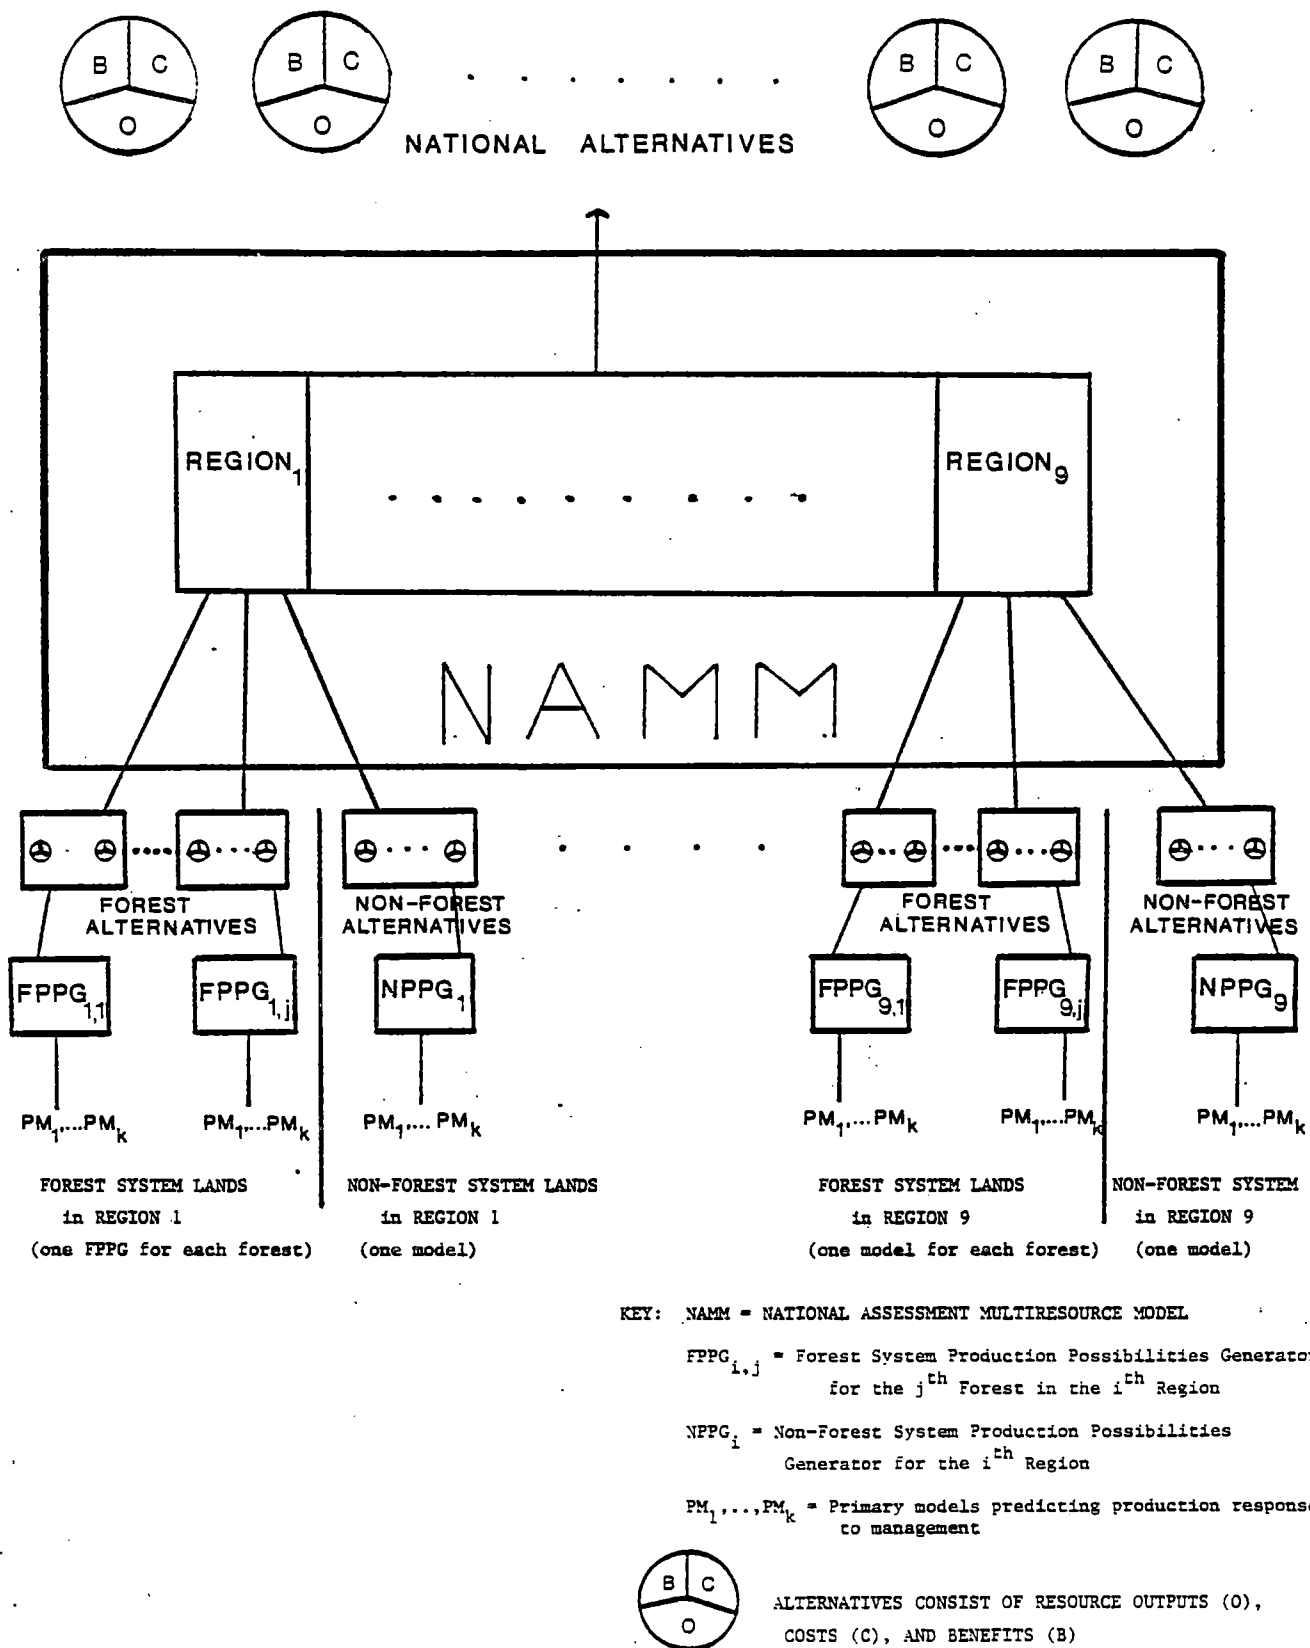 B C O B C O B C O B C O
NATIONAL ALTERNATIVES
REGION1 REGION9
NAMM
FOREST ALTERNATIVES
NON-FOREST ALTERNATIVES
FOREST ALTERNATIVES
NON-FOREST ALTERNATIVES
FPPG1,1 FPPG1,j NPPG1 FPPG9,1 FPPG9,j NPPG9
PM1,...PMk PM1,...PMk PM1,... PMk PM1,...PMk PM1,...PMk PM1,...PMk
FOREST SYSTEM LANDS
in REGION 1
(one FPPG for each forest)
NON-FOREST SYSTEM LANDS
in REGION 1
(one model)
FOREST SYSTEM LANDS
in REGION 9
(one model for each forest)
NON-FOREST SYSTEM
in REGION 9
(one model)
KEY: NAMM = NATIONAL ASSESSMENT MULTIRESOURCE MODEL
FPPGi,j = Forest System Production Possibilities Generator
for the jth Forest in the ith Region
NPPGi = Non-Forest System Production Possibilities
Generator for the ith Region
PM1,...,PMk = Primary models predicting production response
to management
B C O
ALTERNATIVES CONSIST OF RESOURCE OUTPUTS (O),
COSTS (C), AND BENEFITS (B)